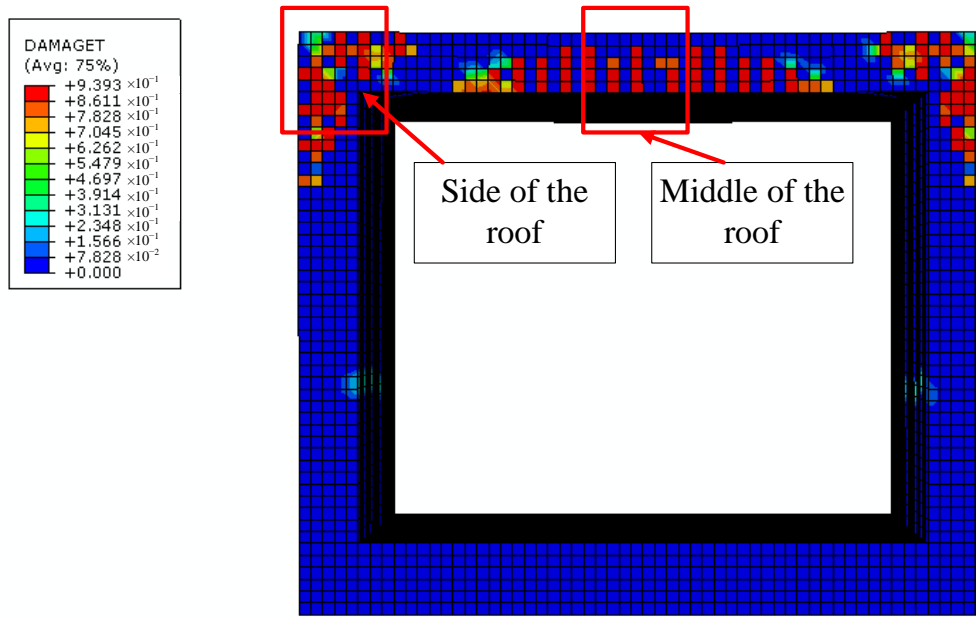 DAMAGET
(Avg: 75%)
+9.393 ×10⁻¹
+8.611 ×10⁻¹
+7.828 ×10⁻¹
+7.045 ×10⁻¹
+6.262 ×10⁻¹
+5.479 ×10⁻¹
+4.697 ×10⁻¹
+3.914 ×10⁻¹
+3.131 ×10⁻¹
+2.348 ×10⁻¹
+1.566 ×10⁻¹
+7.828 ×10⁻²
+0.000
Side of the
roof
Middle of the
roof